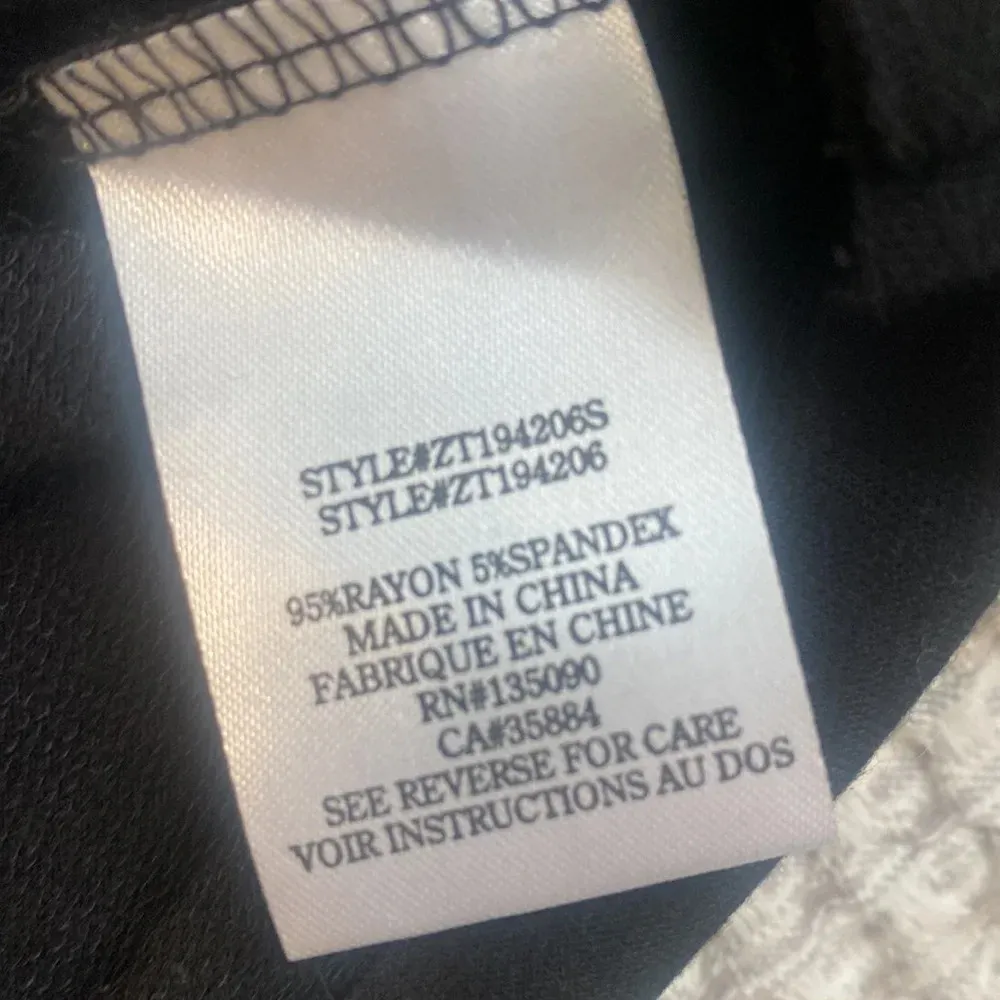 STYLE#ZT194206S
STYLE#ZT194206
95%RAYON 5%SPANDEX
MADE IN CHINA
FABRIQUE EN CHINE
RN#135090
CA#35884
SEE REVERSE FOR CARE
VOIR INSTRUCTIONS AU DOS